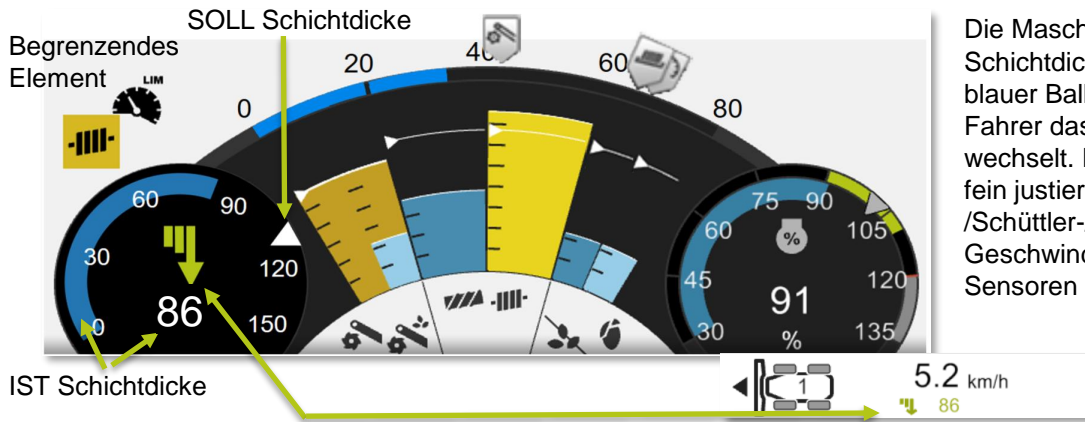 SOLL Schichtdicke
Begrenzendes
Element
LIM
0
20
60
80
0
30
60
90
120
150
86
30
45
60
75
90
105
120
135
%
91
%
IST Schichtdicke
1
5.2 km/h
86
Die Masch
Schichtdic
blauer Ball
Fahrer das
wechselt.
fein justier
/Schüttler-
Geschwind
Sensoren